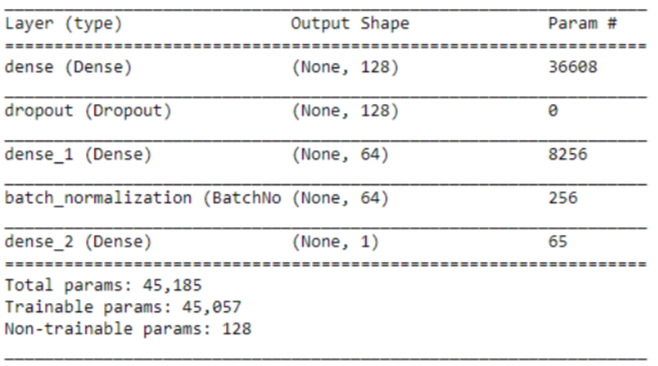 Layer (type) Output Shape Param #
=================================================================
dense (Dense) (None, 128) 36608
dropout (Dropout) (None, 128) 0
dense_1 (Dense) (None, 64) 8256
batch_normalization (BatchNo (None, 64) 256
dense_2 (Dense) (None, 1) 65
=================================================================
Total params: 45,185
Trainable params: 45,057
Non-trainable params: 128